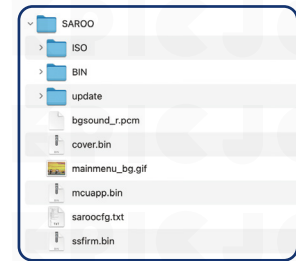 SAROO
ISO
BIN
update
bgsound_r.pcm
cover.bin
mainmenu_bg.gif
mcuapp.bin
saroocfg.txt
ssfirm.bin